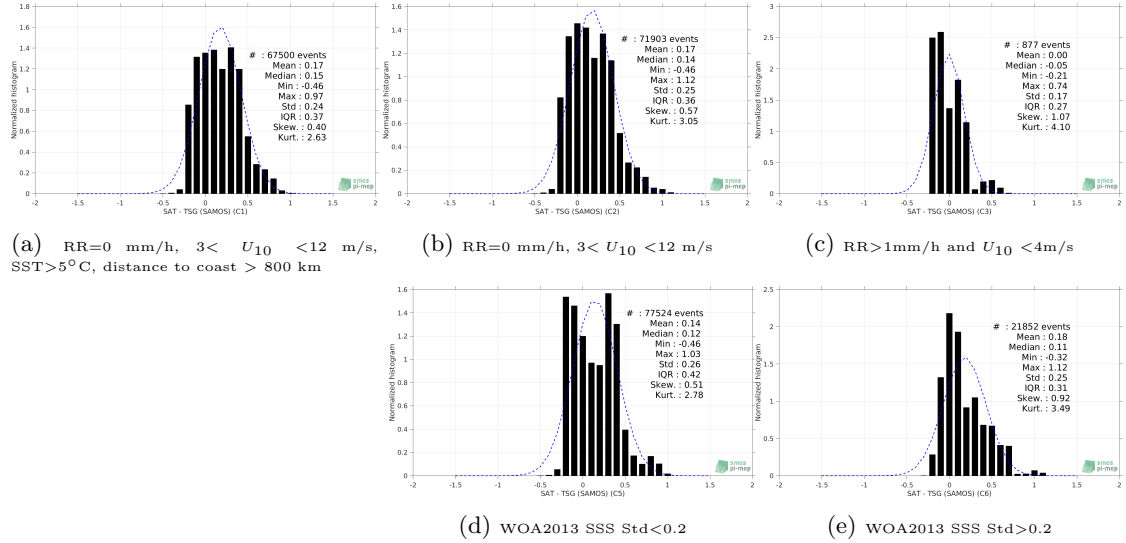 1.8
1.6
1.4
1.2
1
0.8
0.6
0.4
0.2
0
Normalized histogram
# : 67500 events
Mean : 0.17
Median : 0.15
Min : -0.46
Max : 0.97
Std : 0.24
IQR : 0.37
Skew. : 0.40
Kurt. : 2.63
smos
pi-mep
-2 -1.5 -1 -0.5 0 0.5 1 1.5 2
SAT - TSG (SAMOS) (C1)
(a) RR=0 mm/h, 3< U10 <12 m/s,
SST>5°C, distance to coast > 800 km
1.6
1.4
1.2
1
0.8
0.6
0.4
0.2
0
Normalized histogram
# : 71903 events
Mean : 0.17
Median : 0.14
Min : -0.46
Max : 1.12
Std : 0.25
IQR : 0.36
Skew. : 0.57
Kurt. : 3.05
smos
pi-mep
-2 -1.5 -1 -0.5 0 0.5 1 1.5 2
SAT - TSG (SAMOS) (C2)
(b) RR=0 mm/h, 3< U10 <12 m/s
3
2.5
2
1.5
1
0.5
0
Normalized histogram
# : 877 events
Mean : 0.00
Median : -0.05
Min : -0.21
Max : 0.74
Std : 0.17
IQR : 0.27
Skew. : 1.07
Kurt. : 4.10
smos
pi-mep
-2 -1.5 -1 -0.5 0 0.5 1 1.5 2
SAT - TSG (SAMOS) (C3)
(c) RR>1mm/h and U10 <4m/s
1.6
1.4
1.2
1
0.8
0.6
0.4
0.2
0
Normalized histogram
# : 77524 events
Mean : 0.14
Median : 0.12
Min : -0.46
Max : 1.03
Std : 0.26
IQR : 0.42
Skew. : 0.51
Kurt. : 2.78
smos
pi-mep
-2 -1.5 -1 -0.5 0 0.5 1 1.5 2
SAT - TSG (SAMOS) (C5)
(d) WOA2013 SSS Std<0.2
2.5
2
1.5
1
0.5
0
Normalized histogram
# : 21852 events
Mean : 0.18
Median : 0.11
Min : -0.32
Max : 1.12
Std : 0.25
IQR : 0.31
Skew. : 0.92
Kurt. : 3.49
smos
pi-mep
-2 -1.5 -1 -0.5 0 0.5 1 1.5 2
SAT - TSG (SAMOS) (C6)
(e) WOA2013 SSS Std>0.2